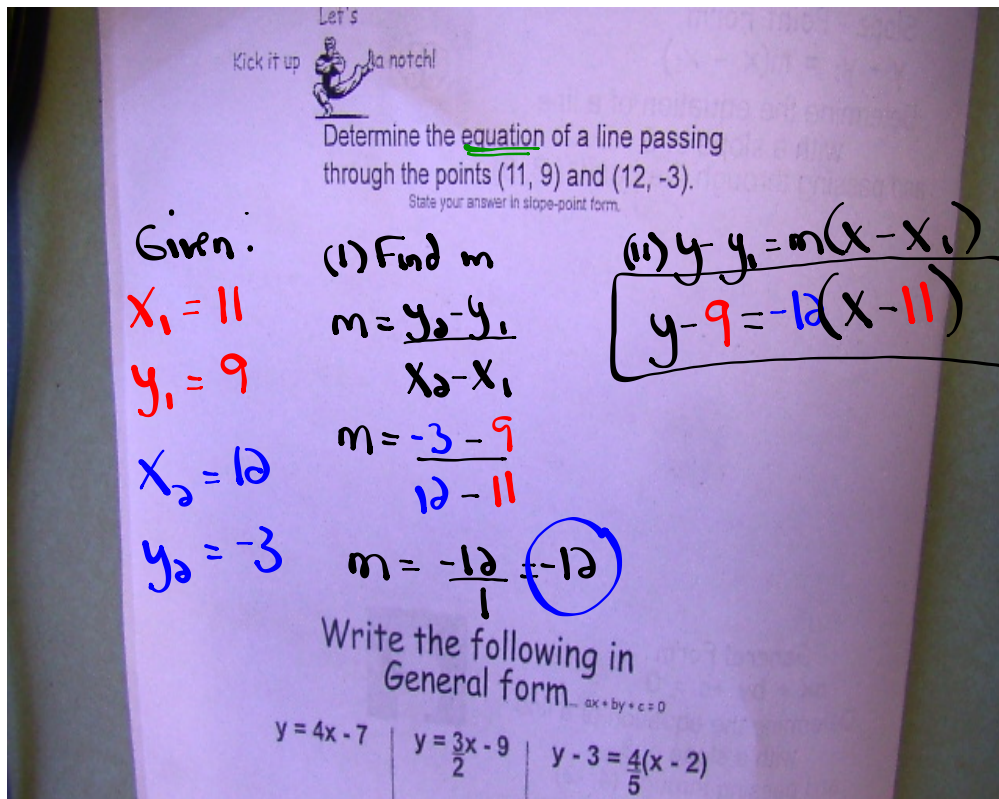 Let's
Kick it up a notch!
Determine the equation of a line passing
through the points (11, 9) and (12, -3).
State your answer in slope-point form.
Given:
x₁ = 11
y₁ = 9
x₂ = 12
y₂ = -3
(I) Find m
m = y₂ - y₁
x₂ - x₁
m = -3 - 9
12 - 11
m = -12 = -12
1
(II) y - y₁ = m(x - x₁)
y - 9 = -12(x - 11)
Write the following in
General form... ax + by + c = 0
y = 4x - 7
y = 3x - 9
2
y - 3 = 4(x - 2)
5